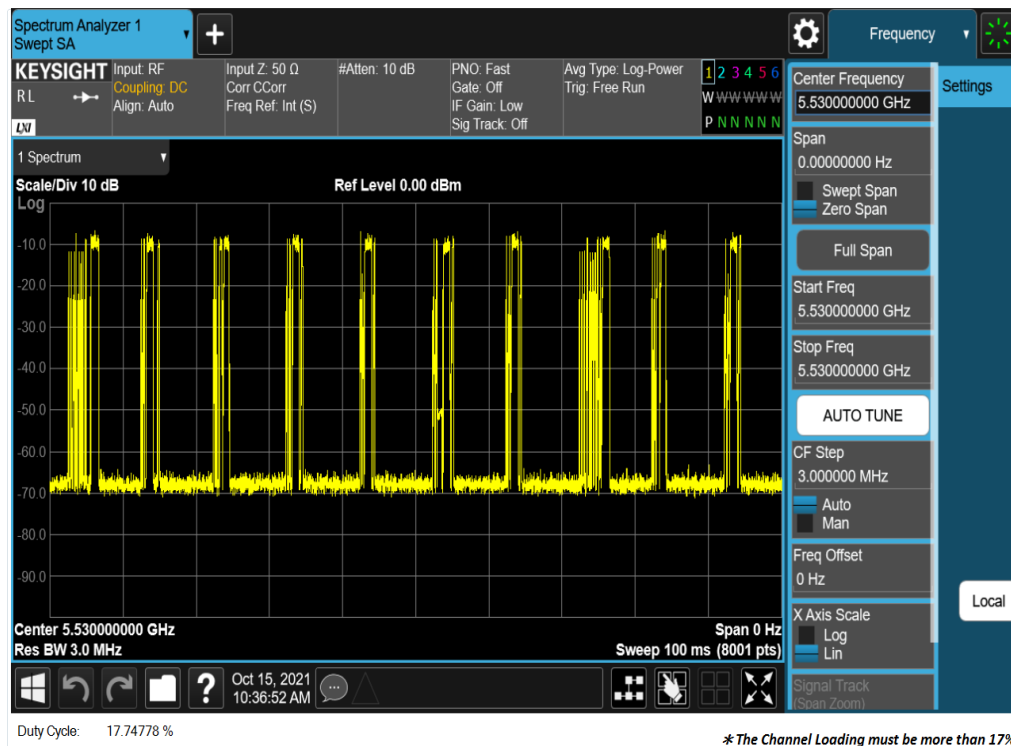 Spectrum Analyzer 1
Swept SA
Frequency
KEYSIGHT
R L
LXI
Input: RF
Coupling: DC
Align: Auto
Input Z: 50 Ω
Corr CCorr
Freq Ref: Int (S)
#Atten: 10 dB
PNO: Fast
Gate: Off
IF Gain: Low
Sig Track: Off
Avg Type: Log-Power
Trig: Free Run
1 2 3 4 5 6
W W W W W W
P N N N N N
Center Frequency
5.530000000 GHz
Settings
Span
0.00000000 Hz
Swept Span
Zero Span
Full Span
Start Freq
5.530000000 GHz
Stop Freq
5.530000000 GHz
AUTO TUNE
CF Step
3.000000 MHz
Auto
Man
Freq Offset
0 Hz
X Axis Scale
Log
Lin
Signal Track
(Span Zoom)
Local
1 Spectrum
Scale/Div 10 dB
Ref Level 0.00 dBm
Log
-10.0
-20.0
-30.0
-40.0
-50.0
-60.0
-70.0
-80.0
-90.0
Center 5.530000000 GHz
Span 0 Hz
Res BW 3.0 MHz
Sweep 100 ms (8001 pts)
?
Oct 15, 2021
10:36:52 AM
Duty Cycle: 17.74778 %
* The Channel Loading must be more than 17%